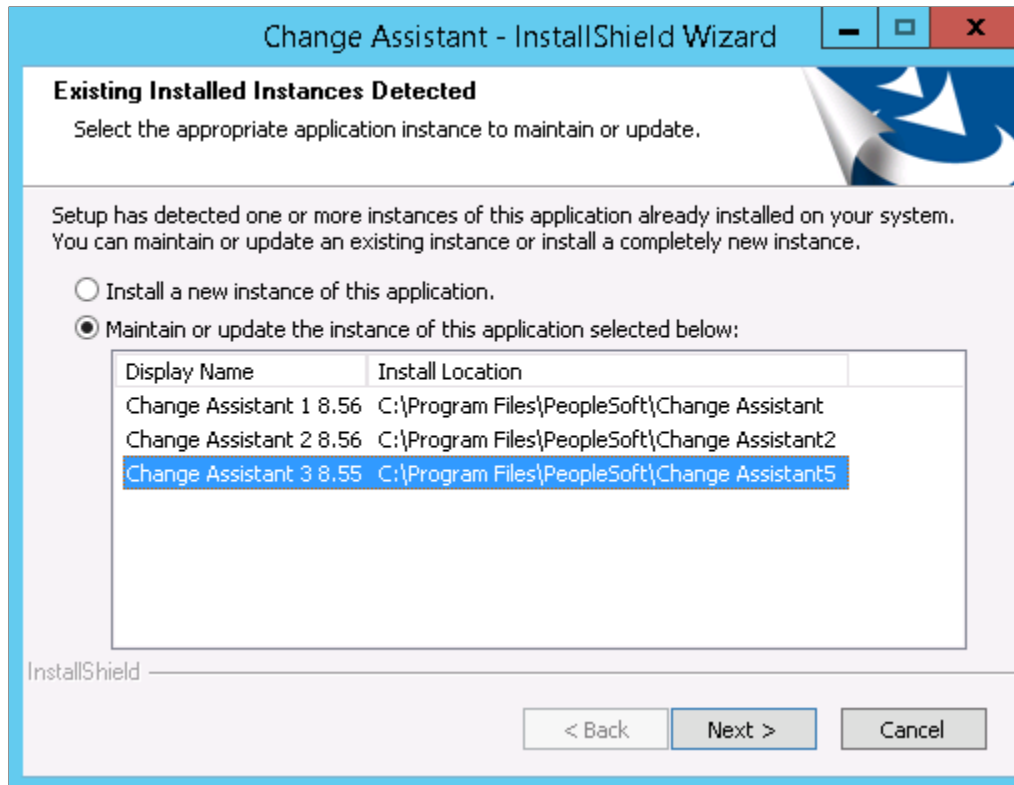 Change Assistant - InstallShield Wizard
Existing Installed Instances Detected
Select the appropriate application instance to maintain or update.
Setup has detected one or more instances of this application already installed on your system.
You can maintain or update an existing instance or install a completely new instance.
Install a new instance of this application.
Maintain or update the instance of this application selected below:
Display Name Install Location
Change Assistant 1 8.56 C:\Program Files\PeopleSoft\Change Assistant
Change Assistant 2 8.56 C:\Program Files\PeopleSoft\Change Assistant2
Change Assistant 3 8.55 C:\Program Files\PeopleSoft\Change Assistant5
InstallShield
< Back Next > Cancel